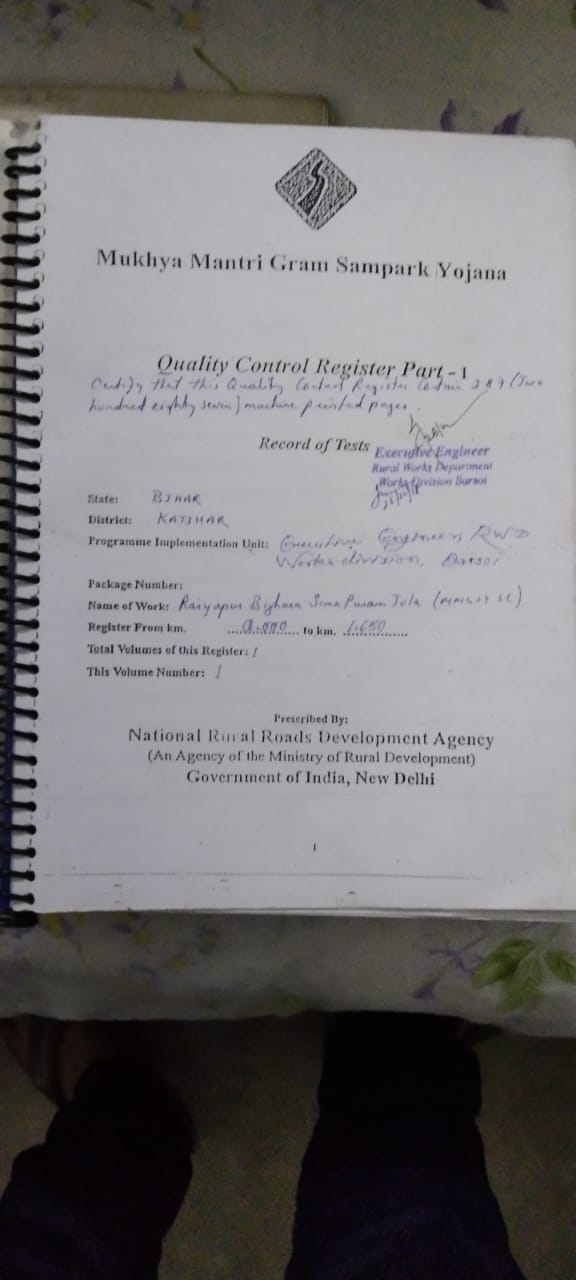 Mukhya Mantri Gram Sampark Yojana
Quality Control Register Part - 1
Certify that this Quality Control Register Contain 287 (Two
hundred eighty seven) machine printed pages.
Record of Tests
Executive Engineer
Rural Works Department
Works Division Barsoi
State: BIHAR
District: KATIHAR
Programme Implementation Unit: Executive Engineer, RWD
Works division, Barsoi
Package Number:
Name of Work: Raiyapur Bighara Sima Puram Tola
Register From km. 0.000 to km. 1.650
Total Volumes of this Register: 1
This Volume Number: 1
Prescribed By:
National Rural Roads Development Agency
(An Agency of the Ministry of Rural Development)
Government of India, New Delhi
1